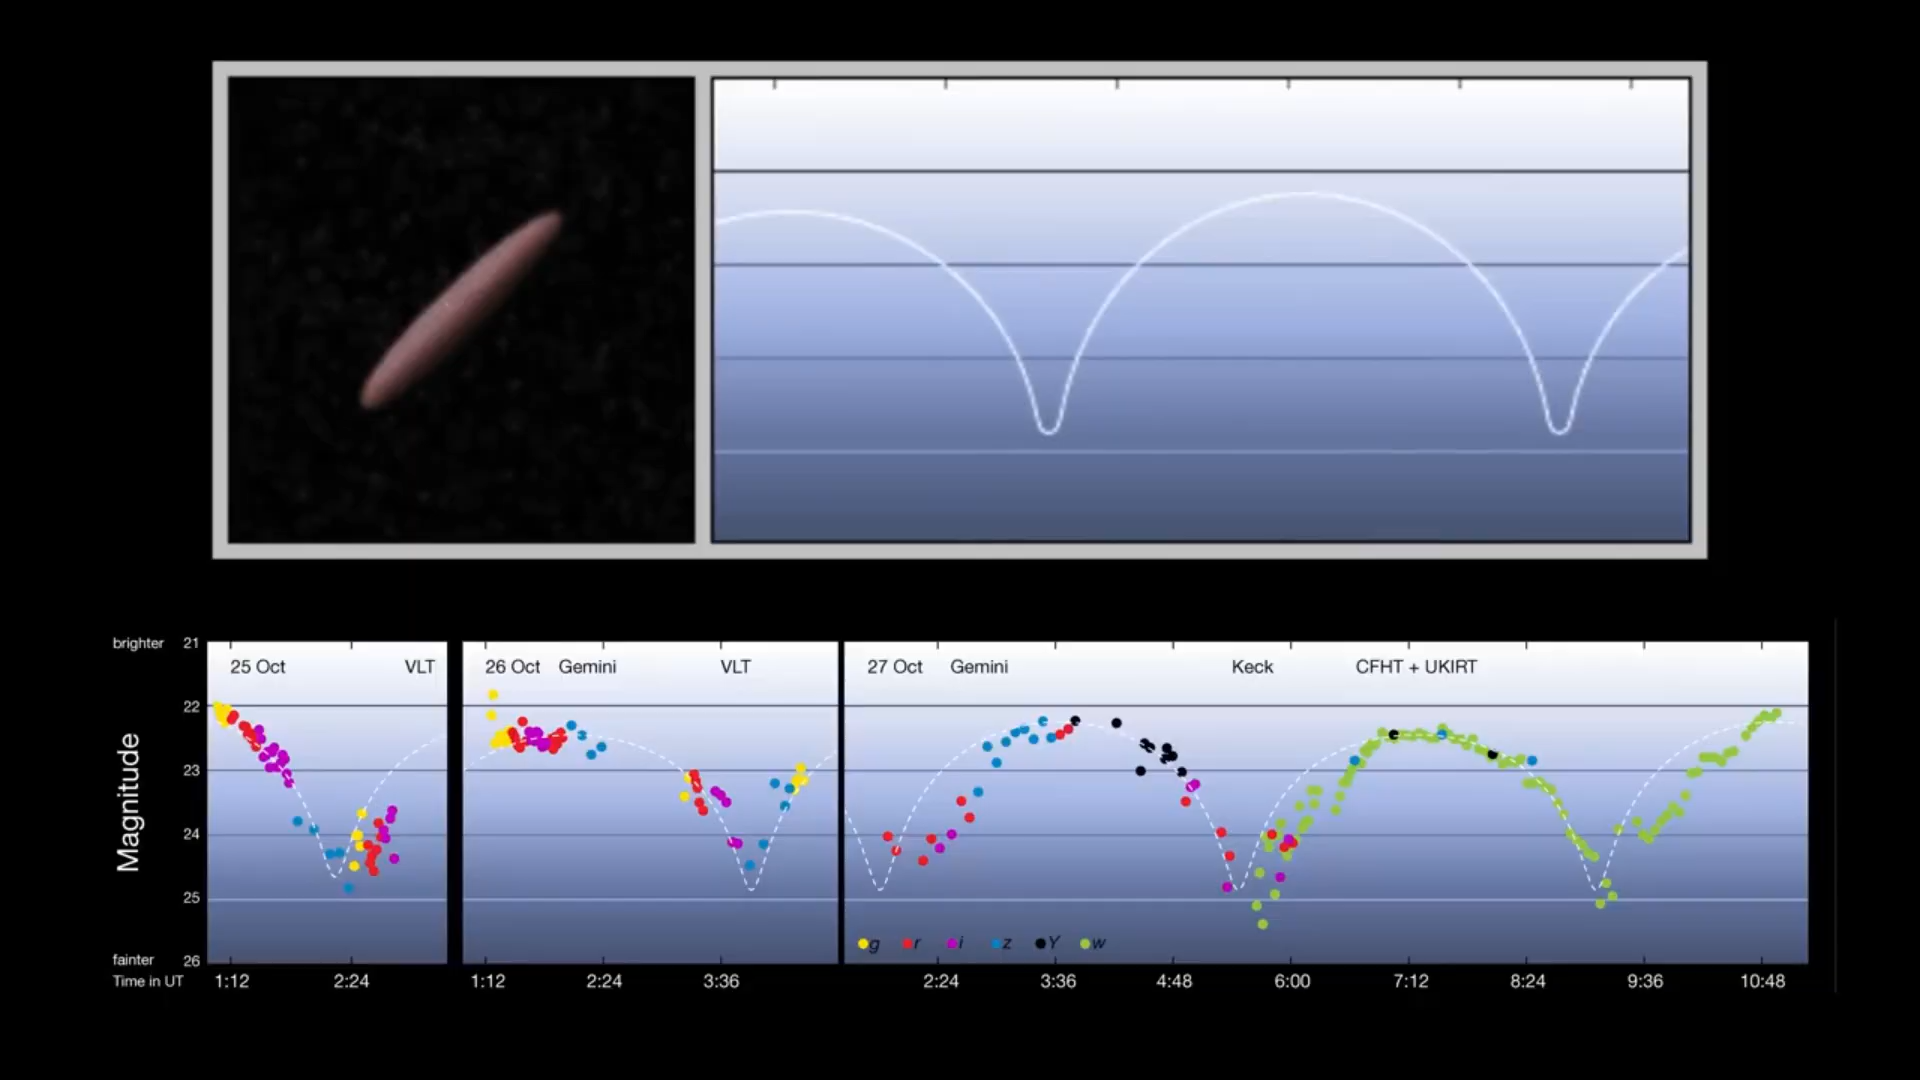 brighter 21
25 Oct VLT 26 Oct Gemini VLT 27 Oct Gemini Keck CFHT + UKIRT
22
23
Magnitude
24
25
g r i z Y w
fainter 26
Time in UT 1:12 2:24 1:12 2:24 3:36 2:24 3:36 4:48 6:00 7:12 8:24 9:36 10:48